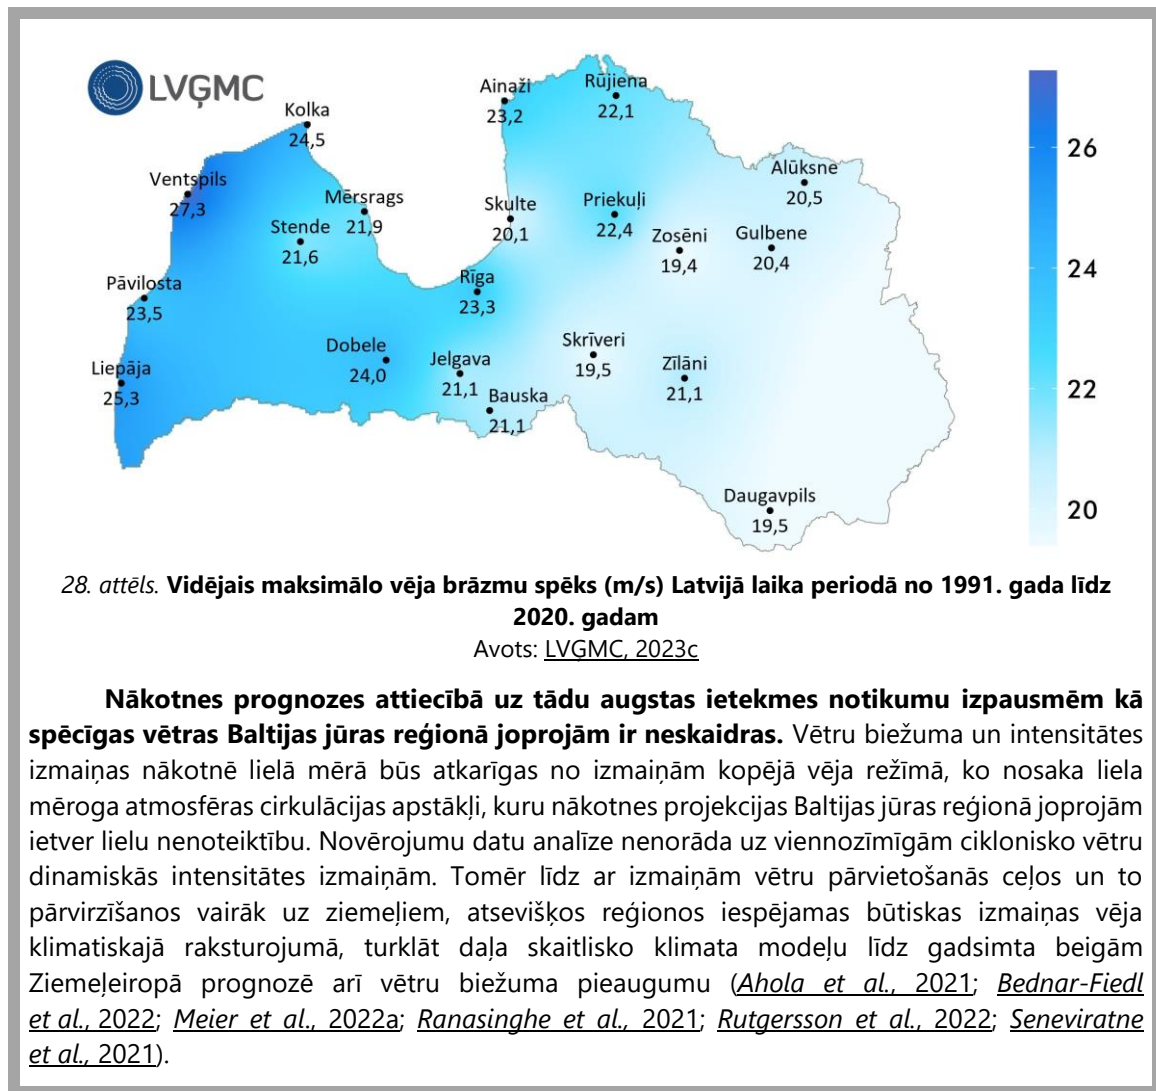 LVĢMC
Kolka
24,5
Ainaži
23,2
Rūjiena
22,1
26
Ventspils
27,3
Mērsrags
21,9
Stende
21,6
Skulte
20,1
Priekuļi
22,4
Alūksne
20,5
Zosēni
19,4
Gulbene
20,4
24
Pāvilosta
23,5
Rīga
23,3
Liepāja
25,3
Dobele
24,0
Jelgava
21,1
Bauska
21,1
Skrīveri
19,5
Zīlāni
21,1
22
Daugavpils
19,5
20
28. attēls. Vidējais maksimālo vēja brāzmu spēks (m/s) Latvijā laika periodā no 1991. gada līdz
2020. gadam
Avots: LVĢMC, 2023c
Nākotnes prognozes attiecībā uz tādu augstas ietekmes notikumu izpausmēm kā
spēcīgas vētras Baltijas jūras reģionā joprojām ir neskaidras. Vētru biežuma un intensitātes
izmaiņas nākotnē lielā mērā būs atkarīgas no izmaiņām kopējā vēja režīmā, ko nosaka liela
mēroga atmosfēras cirkulācijas apstākļi, kuru nākotnes projekcijas Baltijas jūras reģionā joprojām
ietver lielu nenoteiktību. Novērojumu datu analīze nenorāda uz viennozīmīgām ciklonisko vētru
dinamiskās intensitātes izmaiņām. Tomēr līdz ar izmaiņām vētru pārvietošanās ceļos un to
pārvirzīšanos vairāk uz ziemeļiem, atsevišķos reģionos iespējamas būtiskas izmaiņas vēja
klimatiskajā raksturojumā, turklāt daļa skaitlisko klimata modeļu līdz gadsimta beigām
Ziemeļeiropā prognozē arī vētru biežuma pieaugumu (Ahola et al., 2021; Bednar-Fiedl
et al., 2022; Meier et al., 2022a; Ranasinghe et al., 2021; Rutgersson et al., 2022; Seneviratne
et al., 2021).